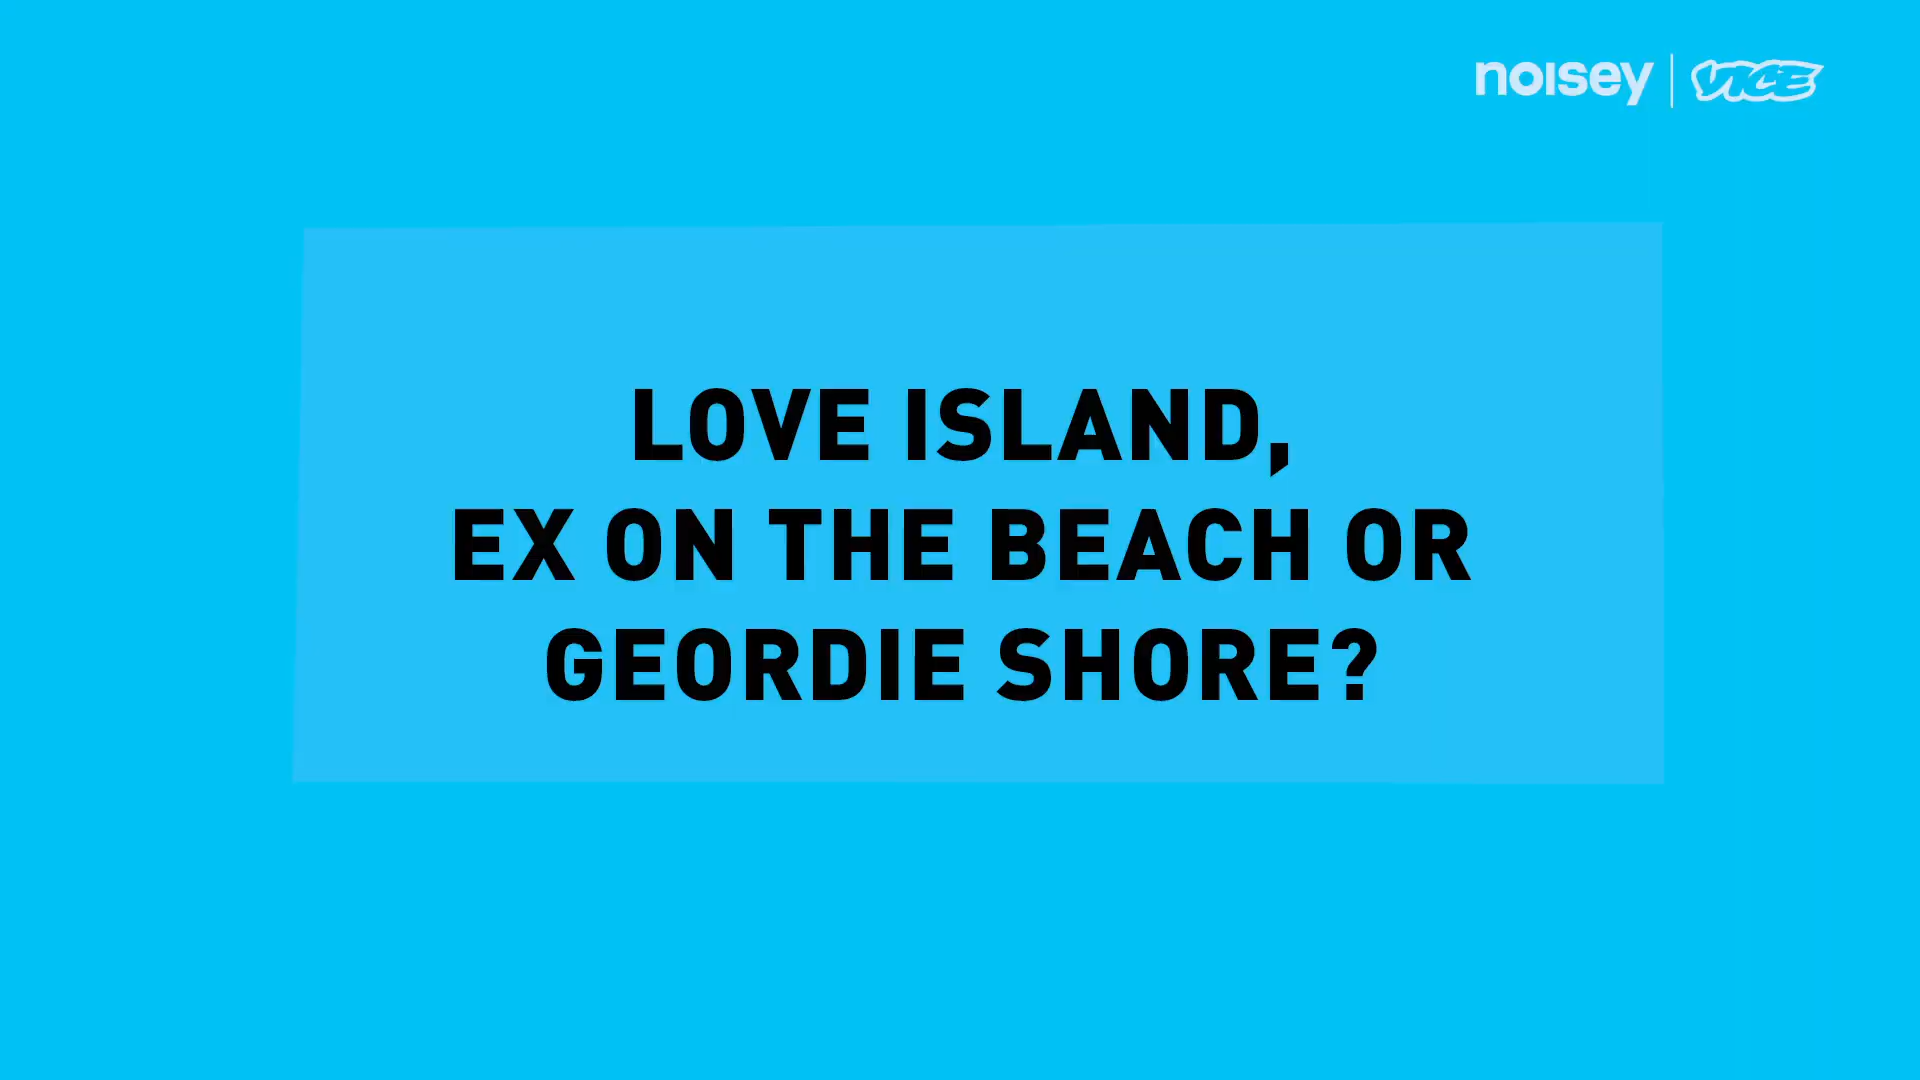 noisey | VICE
LOVE ISLAND,
EX ON THE BEACH OR
GEORDIE SHORE?